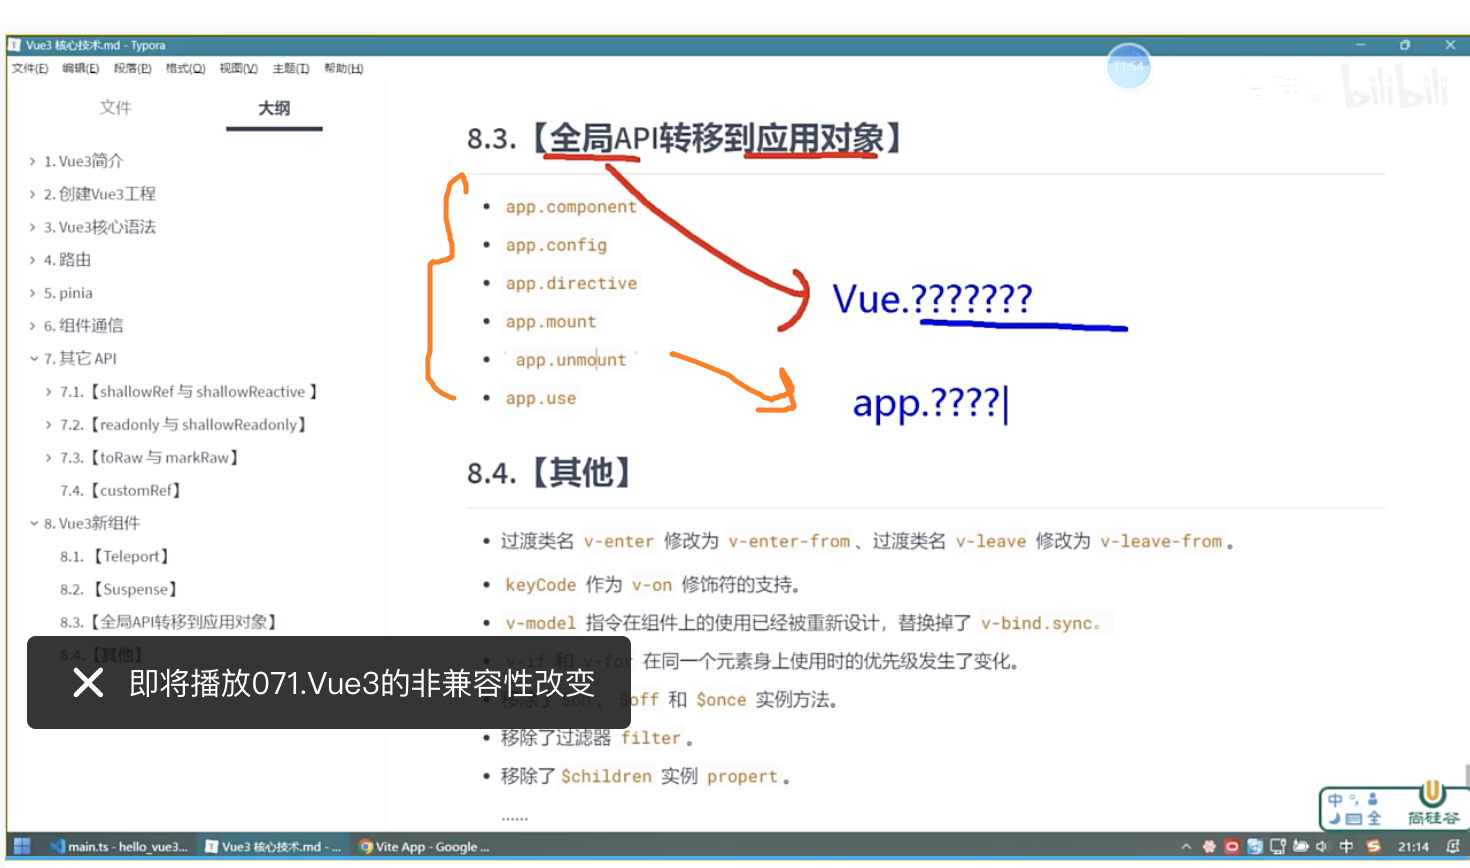 Vue3 核心技术.md - Typora
文件(F) 编辑(E) 段落(P) 格式(O) 视图(V) 主题(T) 帮助(H)
11:54
bilibili
文件 大纲
1. Vue3简介
2. 创建Vue3工程
3. Vue3核心语法
4. 路由
5. pinia
6. 组件通信
7. 其它 API
7.1.【shallowRef 与 shallowReactive 】
7.2.【readonly 与 shallowReadonly】
7.3.【toRaw 与 markRaw】
7.4.【customRef】
8. Vue3新组件
8.1.【Teleport】
8.2.【Suspense】
8.3.【全局API转移到应用对象】
8.4.【其他】
8.3.【全局API转移到应用对象】
app.component
app.config
app.directive
app.mount
` app.unmount `
app.use
Vue.???????
app.????
8.4.【其他】
过渡类名 v-enter 修改为 v-enter-from、过渡类名 v-leave 修改为 v-leave-from。
keyCode 作为 v-on 修饰符的支持。
v-model 指令在组件上的使用已经被重新设计，替换掉了 v-bind.sync。
v-if 和 v-for 在同一个元素身上使用时的优先级发生了变化。
移除了 $on、$off 和 $once 实例方法。
移除了过滤器 filter。
移除了 $children 实例 propert。
......
即将播放071.Vue3的非兼容性改变
中 全
尚硅谷
main.ts - hello_vue3... Vue3 核心技术.md - ... Vite App - Google ...
中 21:14